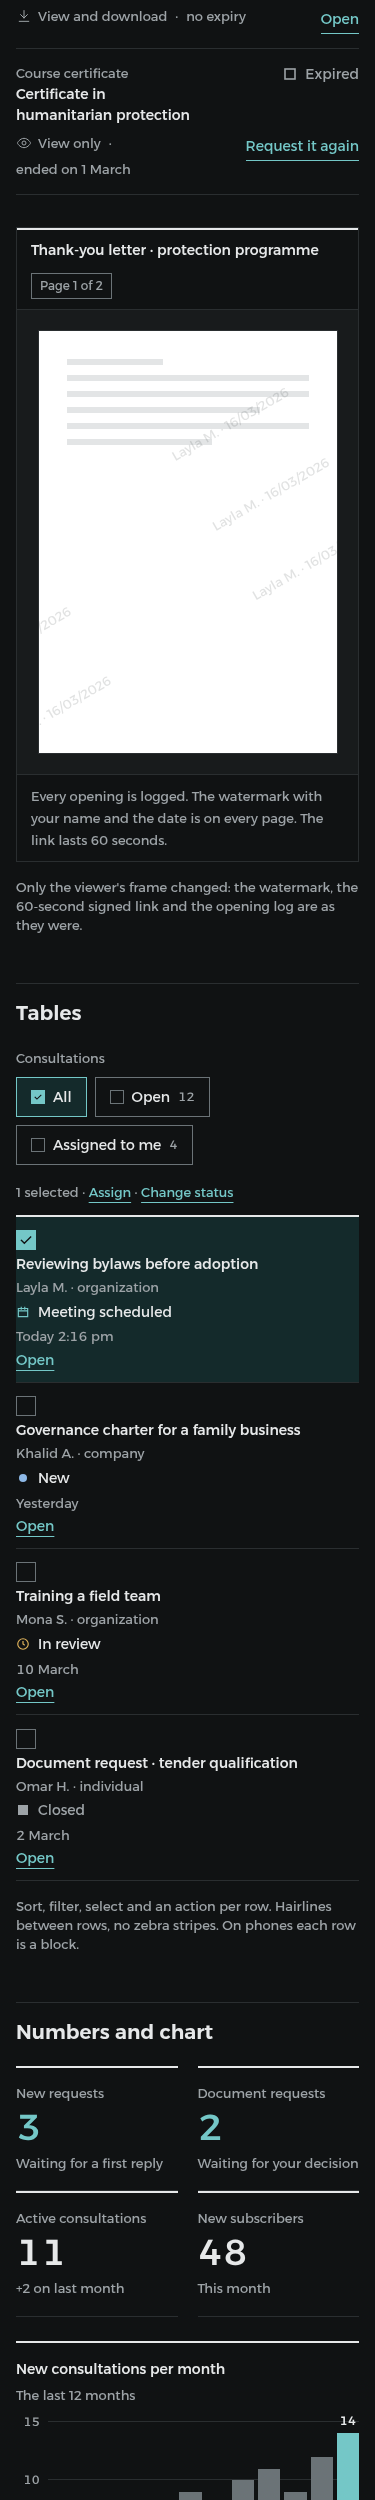 View and download · no expiry
Open
Course certificate
Expired
Certificate in
humanitarian protection
View only ·
ended on 1 March
Request it again
Thank-you letter · protection programme
Page 1 of 2
Layla M. · 16/03/2026
Layla M. · 16/03/2026
Layla M. · 16/03
/2026
· 16/03/2026
Every opening is logged. The watermark with
your name and the date is on every page. The
link lasts 60 seconds.
Only the viewer's frame changed: the watermark, the
60-second signed link and the opening log are as
they were.
Tables
Consultations
All
Open 12
Assigned to me 4
1 selected · Assign · Change status
Reviewing bylaws before adoption
Layla M. · organization
Meeting scheduled
Today 2:16 pm
Open
Governance charter for a family business
Khalid A. · company
New
Yesterday
Open
Training a field team
Mona S. · organization
In review
10 March
Open
Document request · tender qualification
Omar H. · individual
Closed
2 March
Open
Sort, filter, select and an action per row. Hairlines
between rows, no zebra stripes. On phones each row
is a block.
Numbers and chart
New requests
3
Waiting for a first reply
Document requests
2
Waiting for your decision
Active consultations
11
+2 on last month
New subscribers
48
This month
New consultations per month
The last 12 months
15
14
10